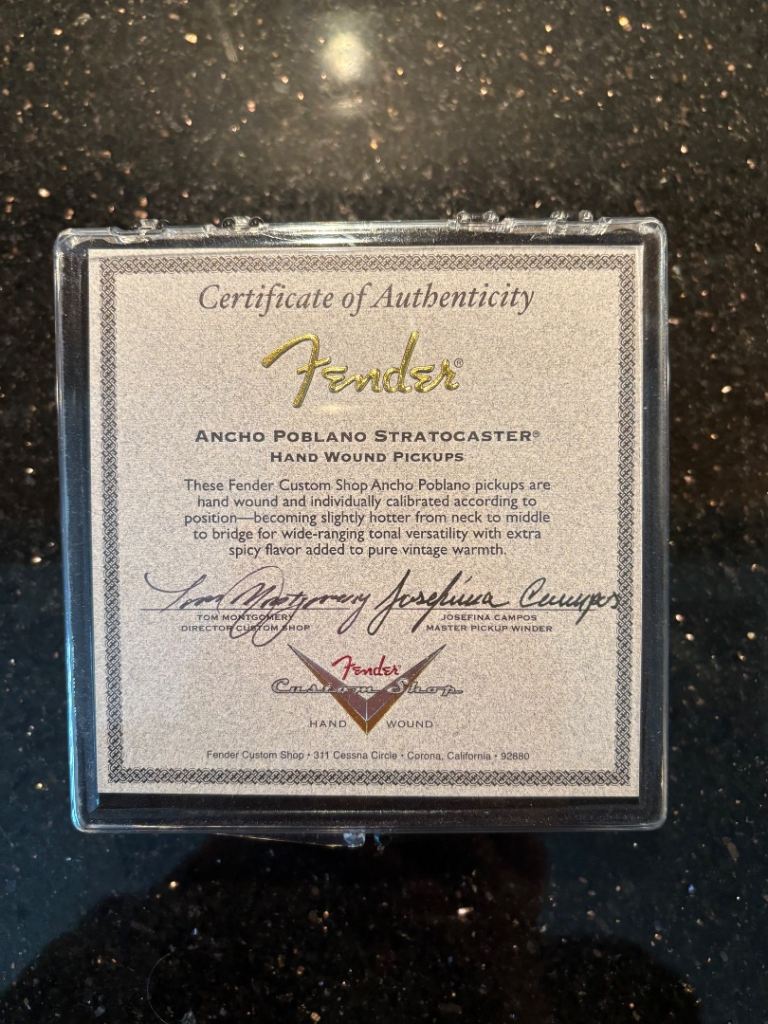 Certificate of Authenticity
Fender®
ANCHO POBLANO STRATOCASTER®
HAND WOUND PICKUPS
These Fender Custom Shop Ancho Poblano pickups are
hand wound and individually calibrated according to
position—becoming slightly hotter from neck to middle
to bridge for wide-ranging tonal versatility with extra
spicy flavor added to pure vintage warmth.
Tom Montgomery Josefina Campos
TOM MONTGOMERY JOSEFINA CAMPOS
DIRECTOR CUSTOM SHOP MASTER PICKUP WINDER
Fender
Custom Shop
HAND WOUND
Fender Custom Shop • 311 Cessna Circle • Corona, California • 92880